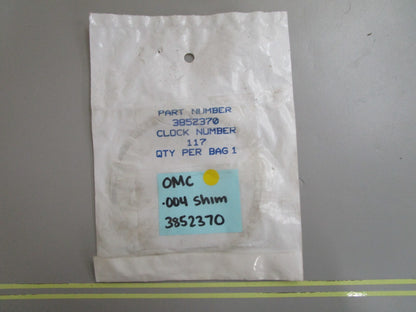 PART NUMBER
3852370
CLOCK NUMBER
117
QTY PER BAG 1
OMC
.004 Shim
3852370